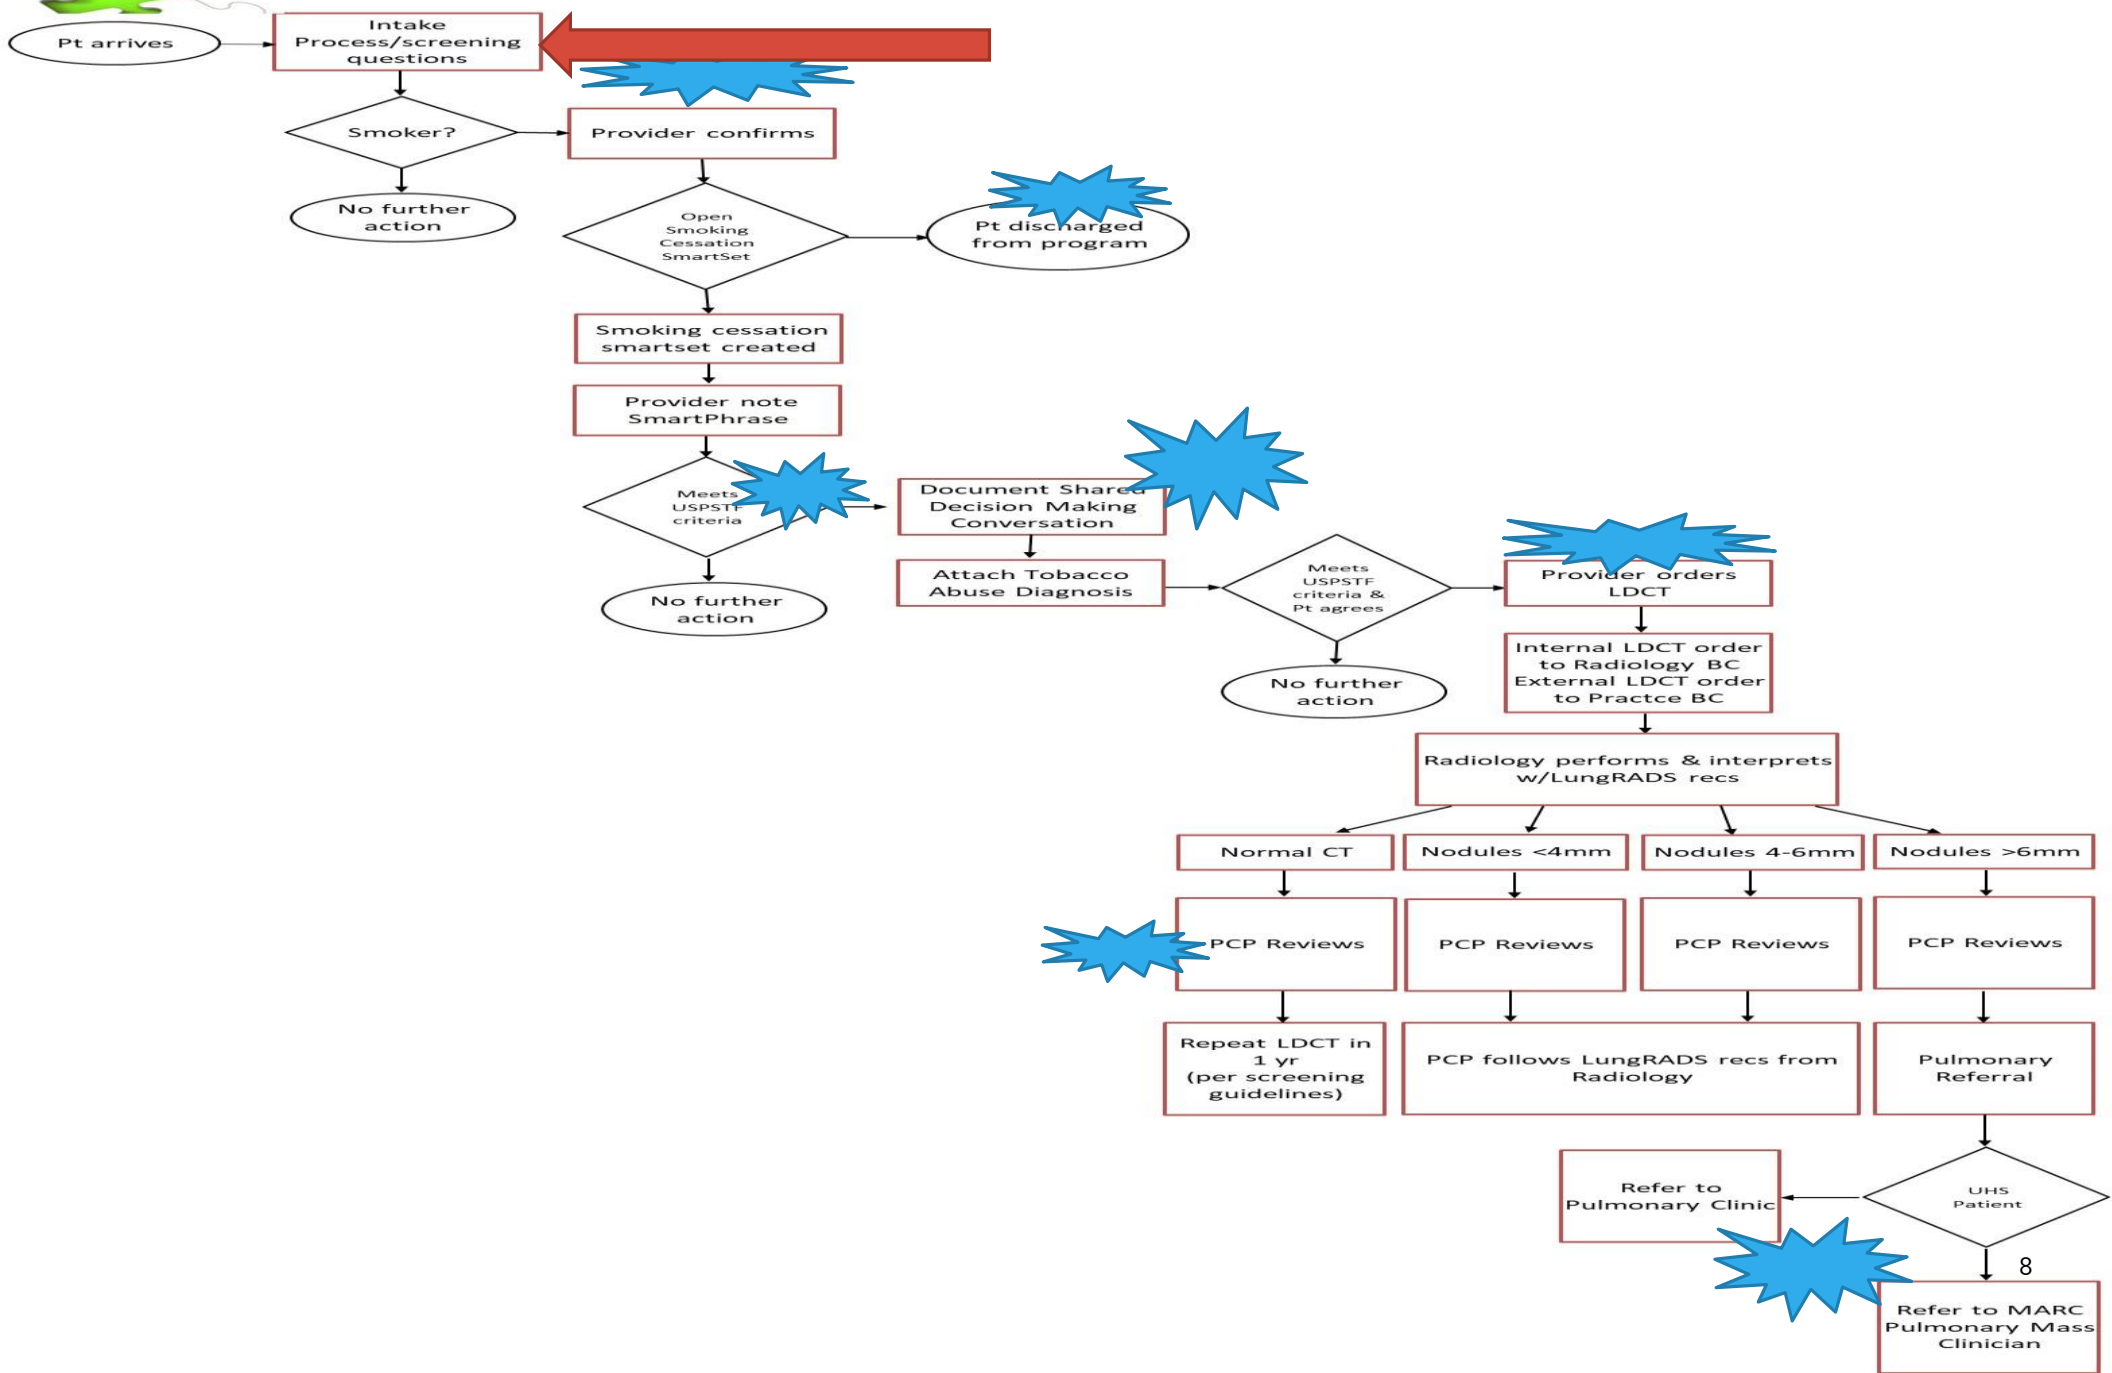 Pt arrives
Intake
Process/screening
questions
Smoker?
Provider confirms
No further
action
Open
Smoking
Cessation
SmartSet
Pt discharged
from program
Smoking cessation
smartset created
Provider note
SmartPhrase
Meets
USPSTF
criteria
Document Shared
Decision Making
Conversation
No further
action
Attach Tobacco
Abuse Diagnosis
Meets
USPSTF
criteria &
Pt agrees
Provider orders
LDCT
No further
action
Internal LDCT order
to Radiology BC
External LDCT order
to Practce BC
Radiology performs & interprets
w/LungRADS recs
Normal CT
Nodules <4mm
Nodules 4-6mm
Nodules >6mm
PCP Reviews
PCP Reviews
PCP Reviews
PCP Reviews
Repeat LDCT in
1 yr
(per screening
guidelines)
PCP follows LungRADS recs from
Radiology
Pulmonary
Referral
Refer to
Pulmonary Clinic
UHS
Patient
8
Refer to MARC
Pulmonary Mass
Clinician